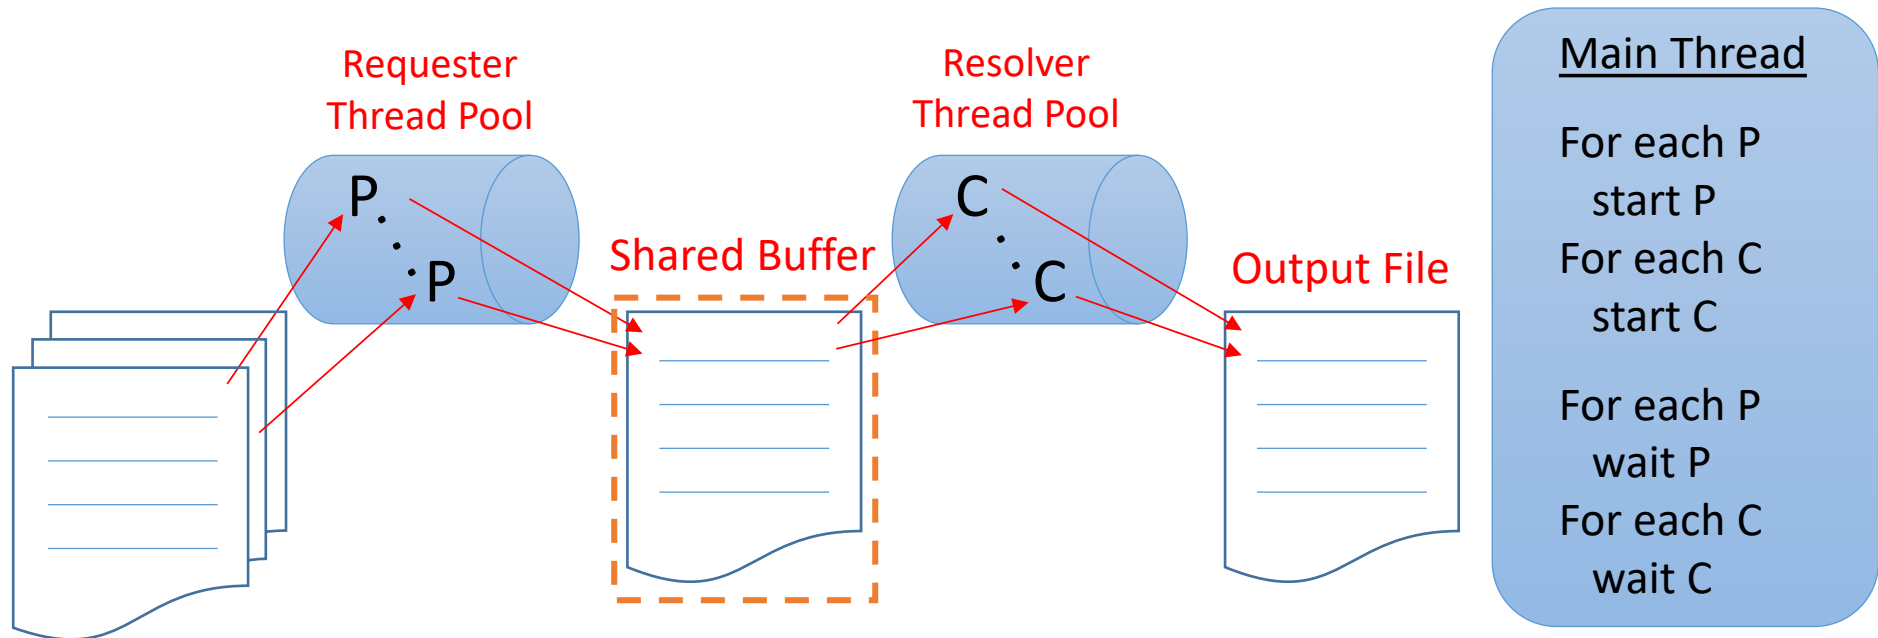 Requester
Thread Pool
P
P
Shared Buffer
Resolver
Thread Pool
C
C
Output File
Main Thread
For each P
start P
For each C
start C
For each P
wait P
For each C
wait C